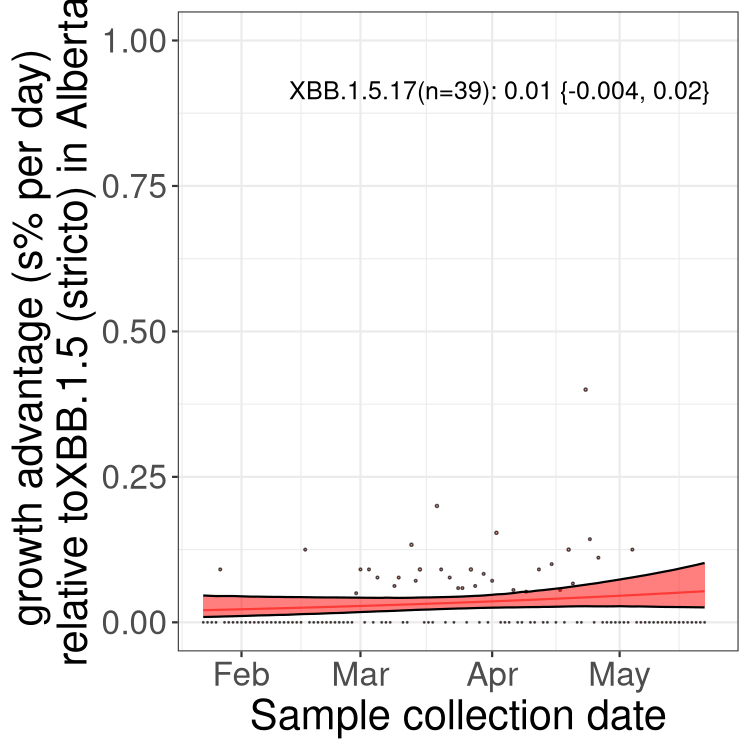 growth advantage (s% per day)
relative toXBB.1.5 (stricto) in Alberta
1.00
XBB.1.5.17(n=39): 0.01 {-0.004, 0.02}
0.75
0.50
0.25
0.00
Feb Mar Apr May
Sample collection date